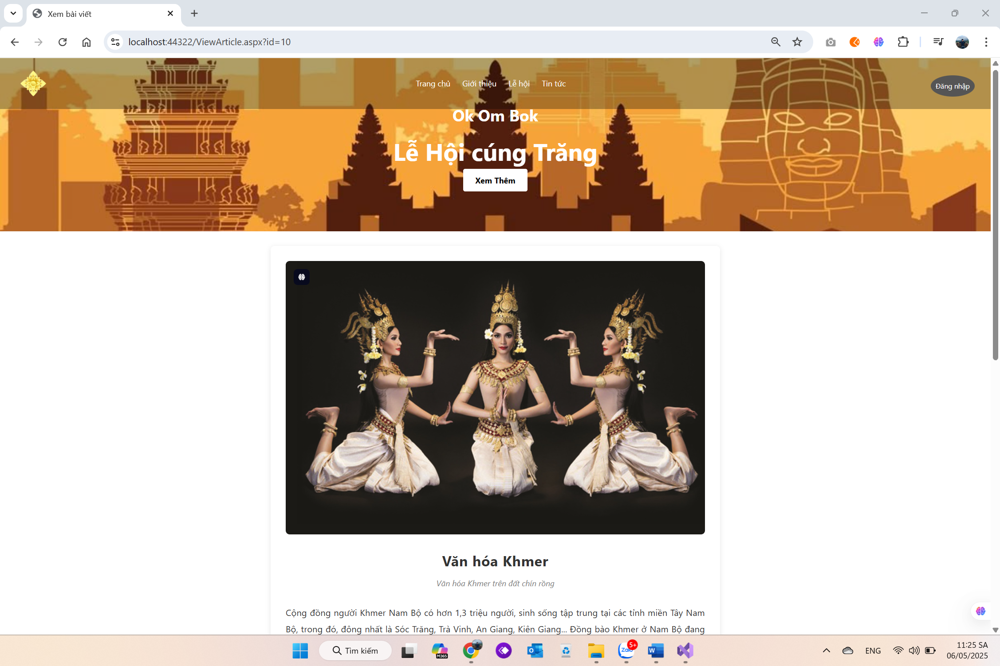 Xem bài viết
localhost:44322/ViewArticle.aspx?id=10
Trang chủ Giới thiệu Lễ hội Tin tức
Đăng nhập
Ok Om Bok
Lễ Hội cúng Trăng
Xem Thêm
Văn hóa Khmer
Văn hóa Khmer trên đất chín rồng
Cộng đồng người Khmer Nam Bộ có hơn 1,3 triệu người, sinh sống tập trung tại các tỉnh miền Tây Nam
Bộ, trong đó, đông nhất là Sóc Trăng, Trà Vinh, An Giang, Kiên Giang... Đồng bào Khmer ở Nam Bộ đang
Tìm kiếm
M365
O
Zalo
5+
W
ENG
11:25 SA
06/05/2025